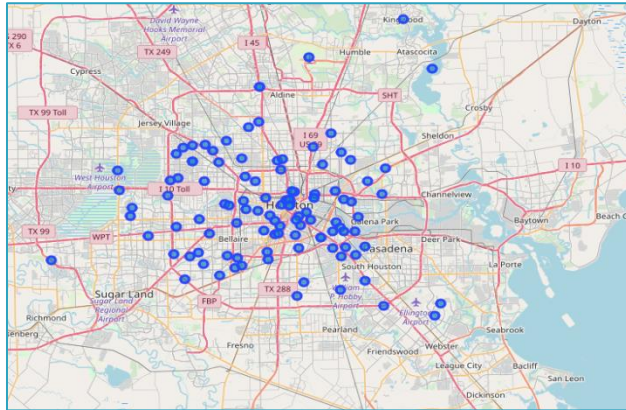 David Wayne
Hooks Memorial
Airport
Kingwood
Dayton
US 290
TX 6
I 45
TX 249
Humble
Atascocita
Cypress
Aldine
SHT
TX 99 Toll
Crosby
Jersey Village
I 69
Sheldon
West Houston
Airport
I 10 Toll
I 10
Channelview
Houston
Galena Park
Baytown
Beach
TX 99
WPT
Bellaire
Deer Park
Pasadena
La Porte
South Houston
Sugar Land
TX 288
William
P. Hobby
Airport
Sugar Land
Regional
Airport
FBP
Ellington
Airport
Richmond
Pearland
Seabrook
Fresno
Friendswood
Webster
League City
Bacliff
San Leon
Dickinson